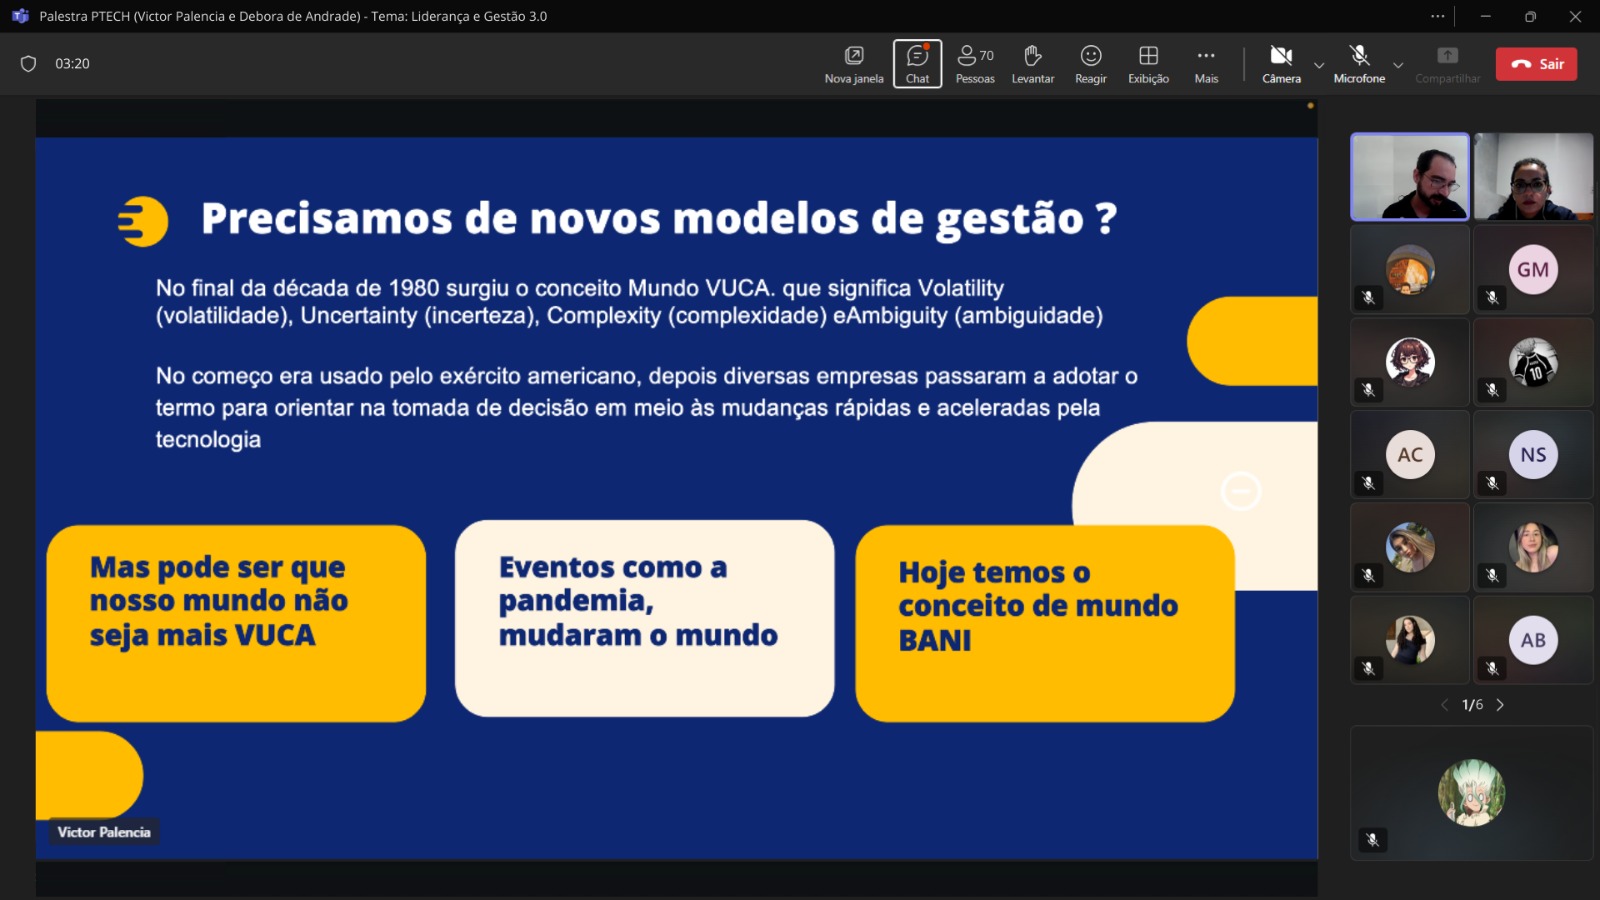 Palestra PTECH (Victor Palencia e Debora de Andrade) - Tema: Liderança e Gestão 3.0
03:20
Nova janela
Chat
70
Pessoas
Levantar
Reagir
Exibição
Mais
Câmera
Microfone
Compartilhar
Sair
Precisamos de novos modelos de gestão ?
No final da década de 1980 surgiu o conceito Mundo VUCA. que significa Volatility
(volatilidade), Uncertainty (incerteza), Complexity (complexidade) eAmbiguity (ambiguidade)
No começo era usado pelo exército americano, depois diversas empresas passaram a adotar o
termo para orientar na tomada de decisão em meio às mudanças rápidas e aceleradas pela
tecnologia
Mas pode ser que
nosso mundo não
seja mais VUCA
Eventos como a
pandemia,
mudaram o mundo
Hoje temos o
conceito de mundo
BANI
Victor Palencia
GM
10
AC
NS
AB
1/6